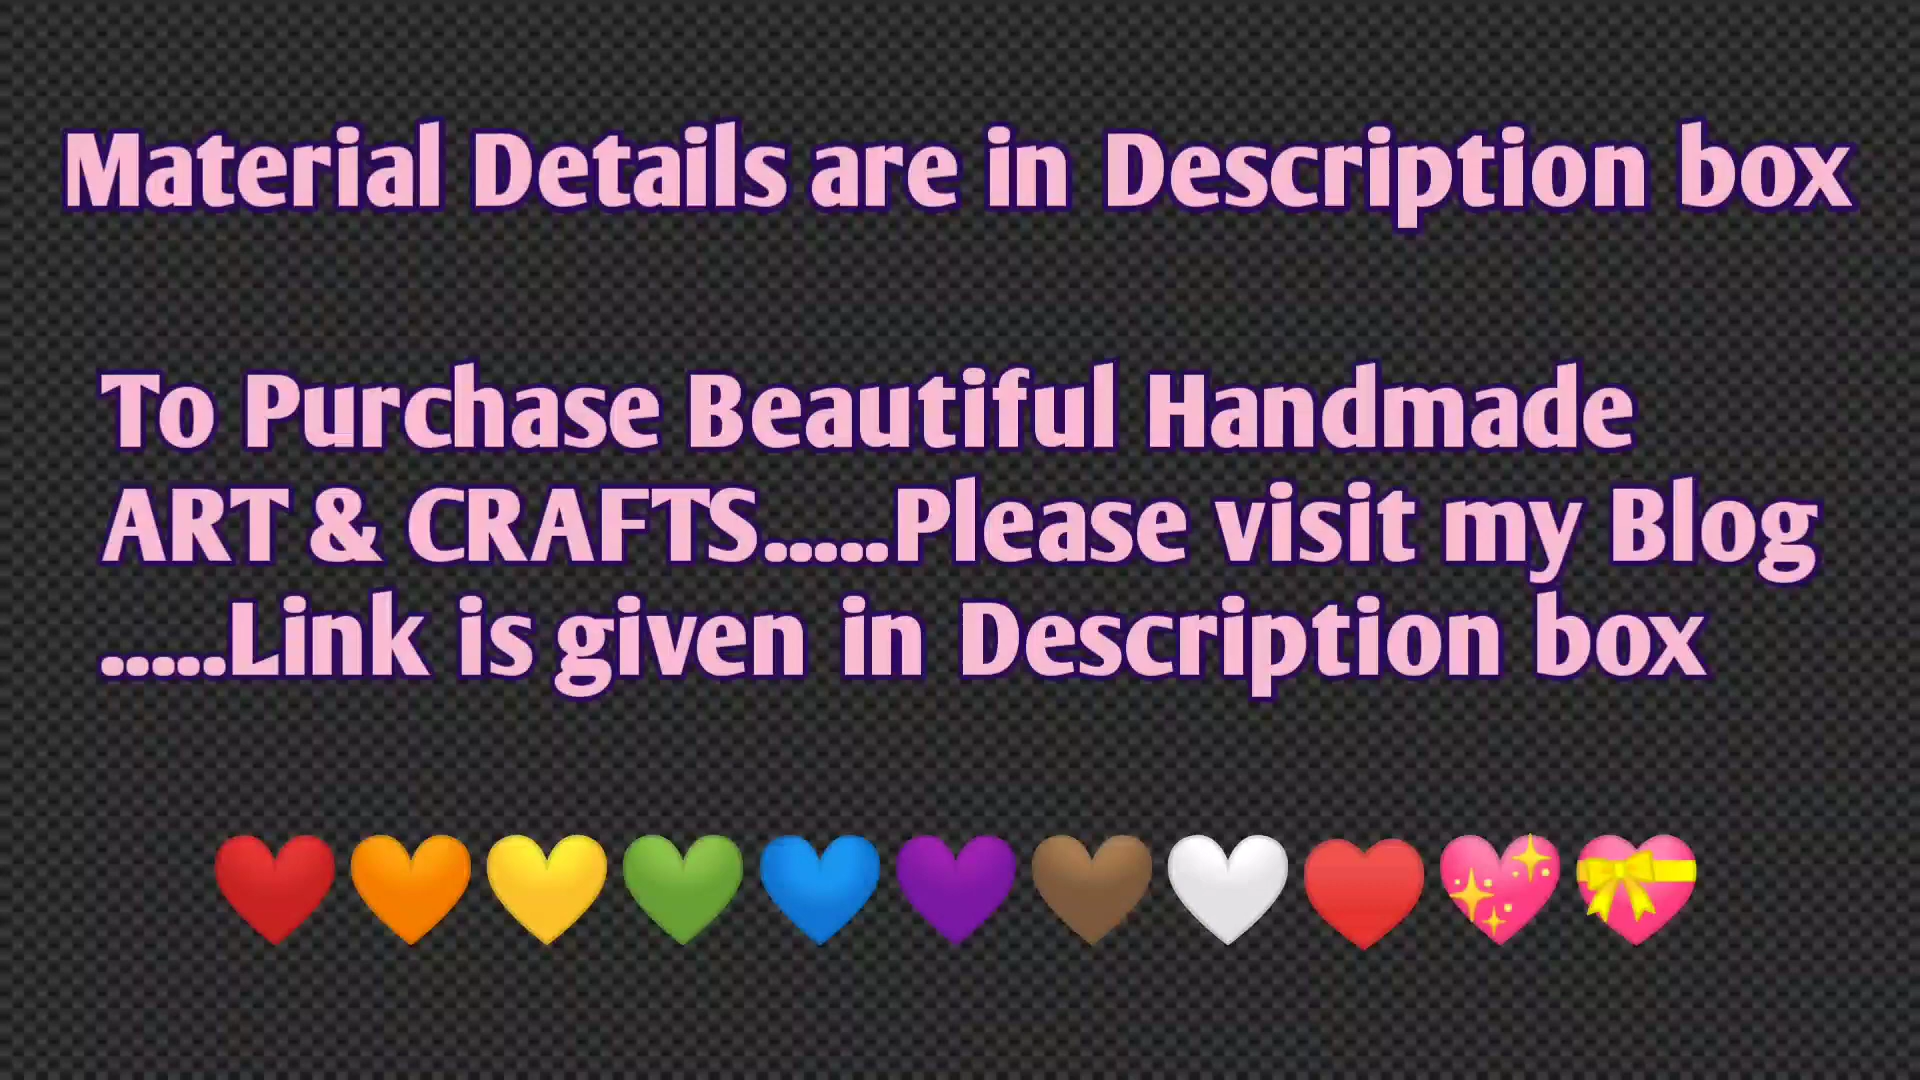 Material Details are in Description box
To Purchase Beautiful Handmade
ART & CRAFTS.....Please visit my Blog
.....Link is given in Description box